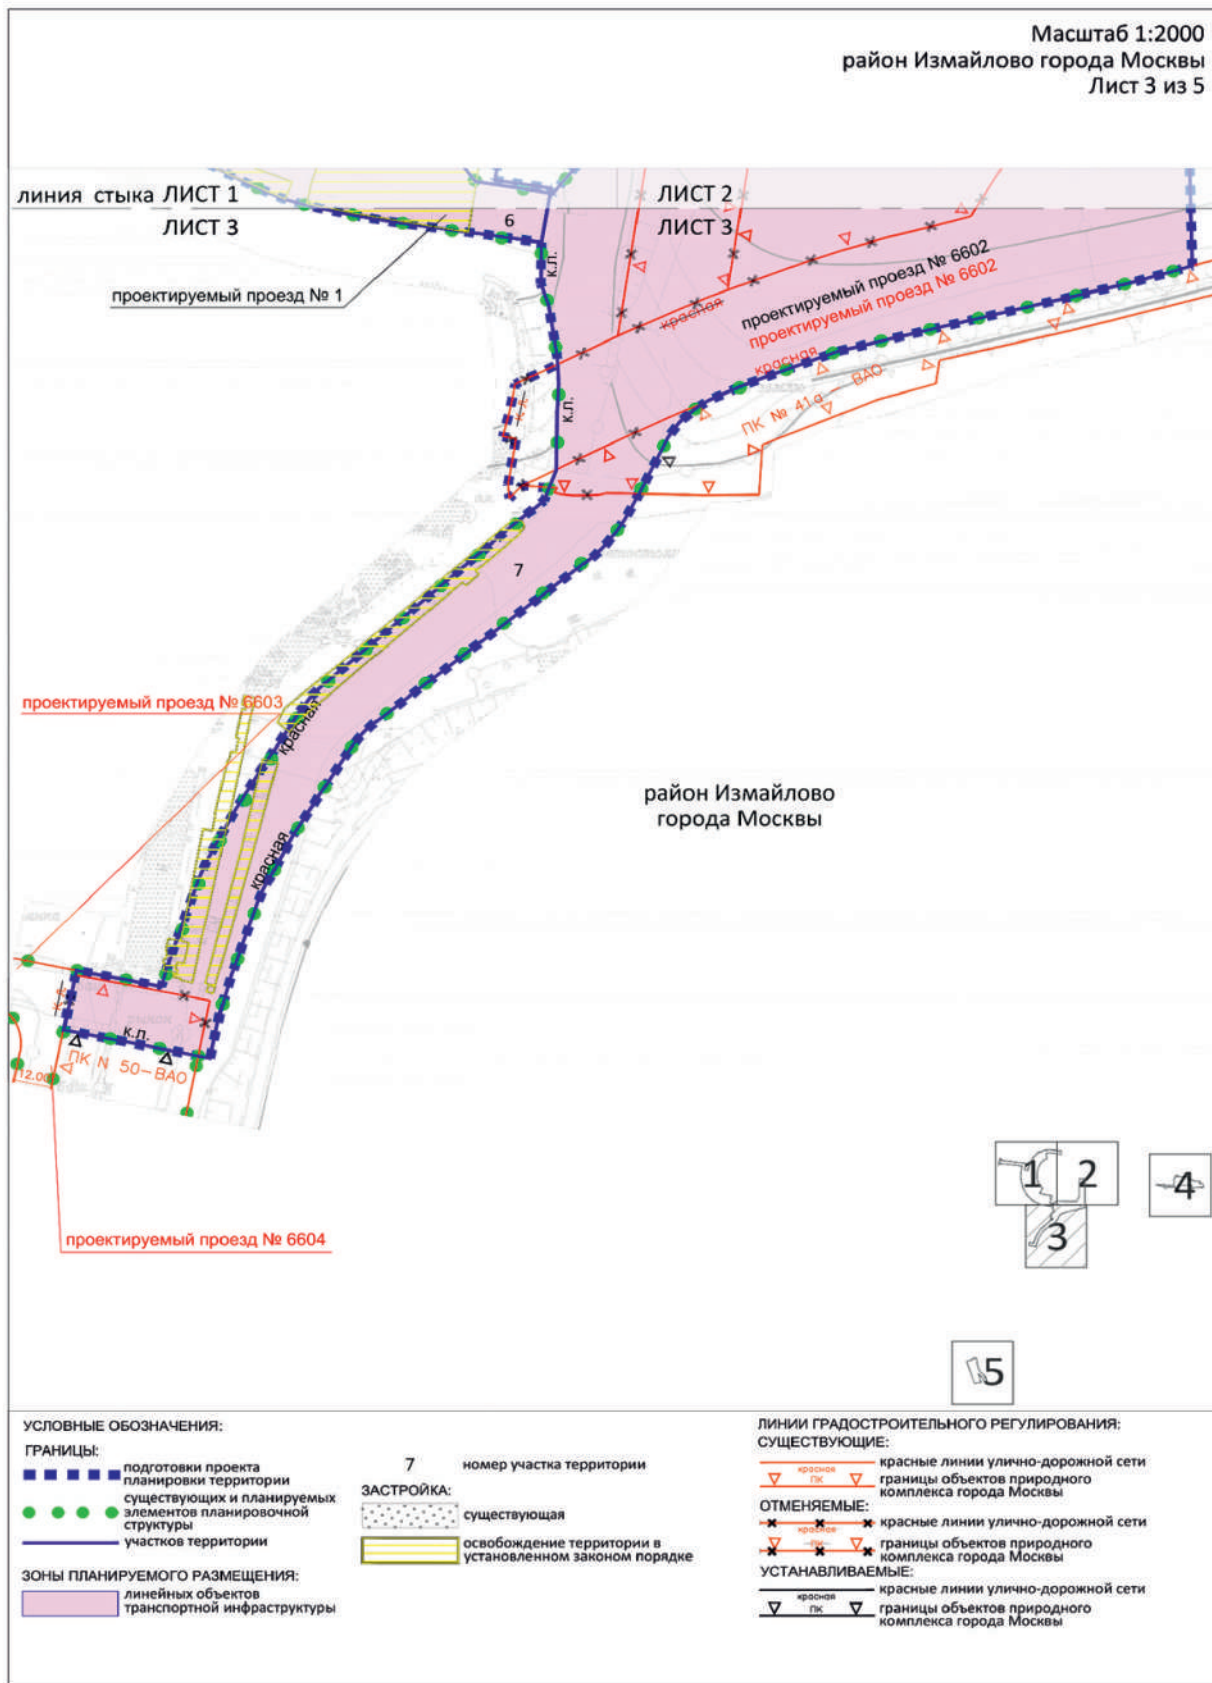 Масштаб 1:2000
район Измайлово города Москвы
Лист 3 из 5
линия стыка ЛИСТ 1
ЛИСТ 2
ЛИСТ 3
ЛИСТ 3
6
к.л.
проектируемый проезд № 1
красная
проектируемый проезд № 6602
проектируемый проезд № 6602
красная
ПК № 41а - ВАО
к.л.
к.л.
7
проектируемый проезд № 6603
красная
район Измайлово
города Москвы
красная
к.л.
к.л.
ПК N 50-ВАО
12.00
проектируемый проезд № 6604
1
2
3
4
5
УСЛОВНЫЕ ОБОЗНАЧЕНИЯ:
ГРАНИЦЫ:
подготовки проекта
планировки территории
существующих и планируемых
элементов планировочной
структуры
участков территории
ЗОНЫ ПЛАНИРУЕМОГО РАЗМЕЩЕНИЯ:
линейных объектов
транспортной инфраструктуры
7 номер участка территории
ЗАСТРОЙКА:
существующая
освобождение территории в
установленном законом порядке
ЛИНИИ ГРАДОСТРОИТЕЛЬНОГО РЕГУЛИРОВАНИЯ:
СУЩЕСТВУЮЩИЕ:
красная
красные линии улично-дорожной сети
ПК
границы объектов природного
комплекса города Москвы
ОТМЕНЯЕМЫЕ:
красная
красные линии улично-дорожной сети
ПК
границы объектов природного
комплекса города Москвы
УСТАНАВЛИВАЕМЫЕ:
красная
красные линии улично-дорожной сети
ПК
границы объектов природного
комплекса города Москвы